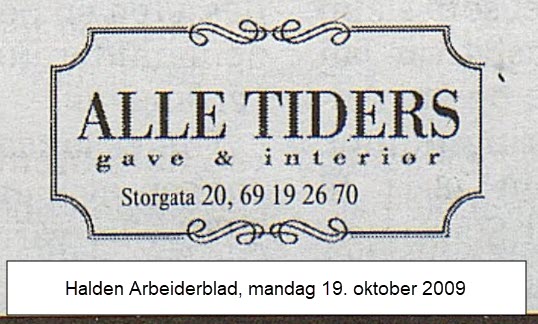 ALLE TIDERS
gave & interiør
Storgata 20, 69 19 26 70
Halden Arbeiderblad, mandag 19. oktober 2009